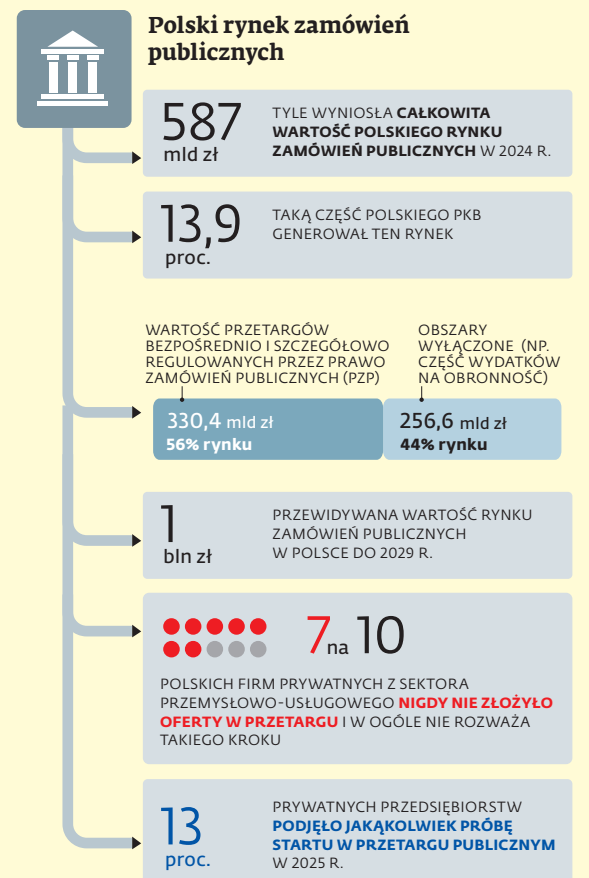 Polski rynek zamówień
publicznych
587
mld zł
TYLE WYNIOSŁA CAŁKOWITA
WARTOŚĆ POLSKIEGO RYNKU
ZAMÓWIEŃ PUBLICZNYCH W 2024 R.
13,9
proc.
TAKĄ CZĘŚĆ POLSKIEGO PKB
GENEROWAŁ TEN RYNEK
WARTOŚĆ PRZETARGÓW
BEZPOŚREDNIO I SZCZEGÓŁOWO
REGULOWANYCH PRZEZ PRAWO
ZAMÓWIEŃ PUBLICZNYCH (PZP)
330,4 mld zł
56% rynku
OBSZARY
WYŁĄCZONE (NP.
CZĘŚĆ WYDATKÓW
NA OBRONNOŚĆ)
256,6 mld zł
44% rynku
1
bln zł
PRZEWIDYWANA WARTOŚĆ RYNKU
ZAMÓWIEŃ PUBLICZNYCH
W POLSCE DO 2029 R.
7 na 10
POLSKICH FIRM PRYWATNYCH Z SEKTORA
PRZEMYSŁOWO-USŁUGOWEGO NIGDY NIE ZŁOŻYŁO
OFERTY W PRZETARGU I W OGÓLE NIE ROZWAŻA
TAKIEGO KROKU
13
proc.
PRYWATNYCH PRZEDSIĘBIORSTW
PODJĘŁO JAKĄKOLWIEK PRÓBĘ
STARTU W PRZETARGU PUBLICZNYM
W 2025 R.